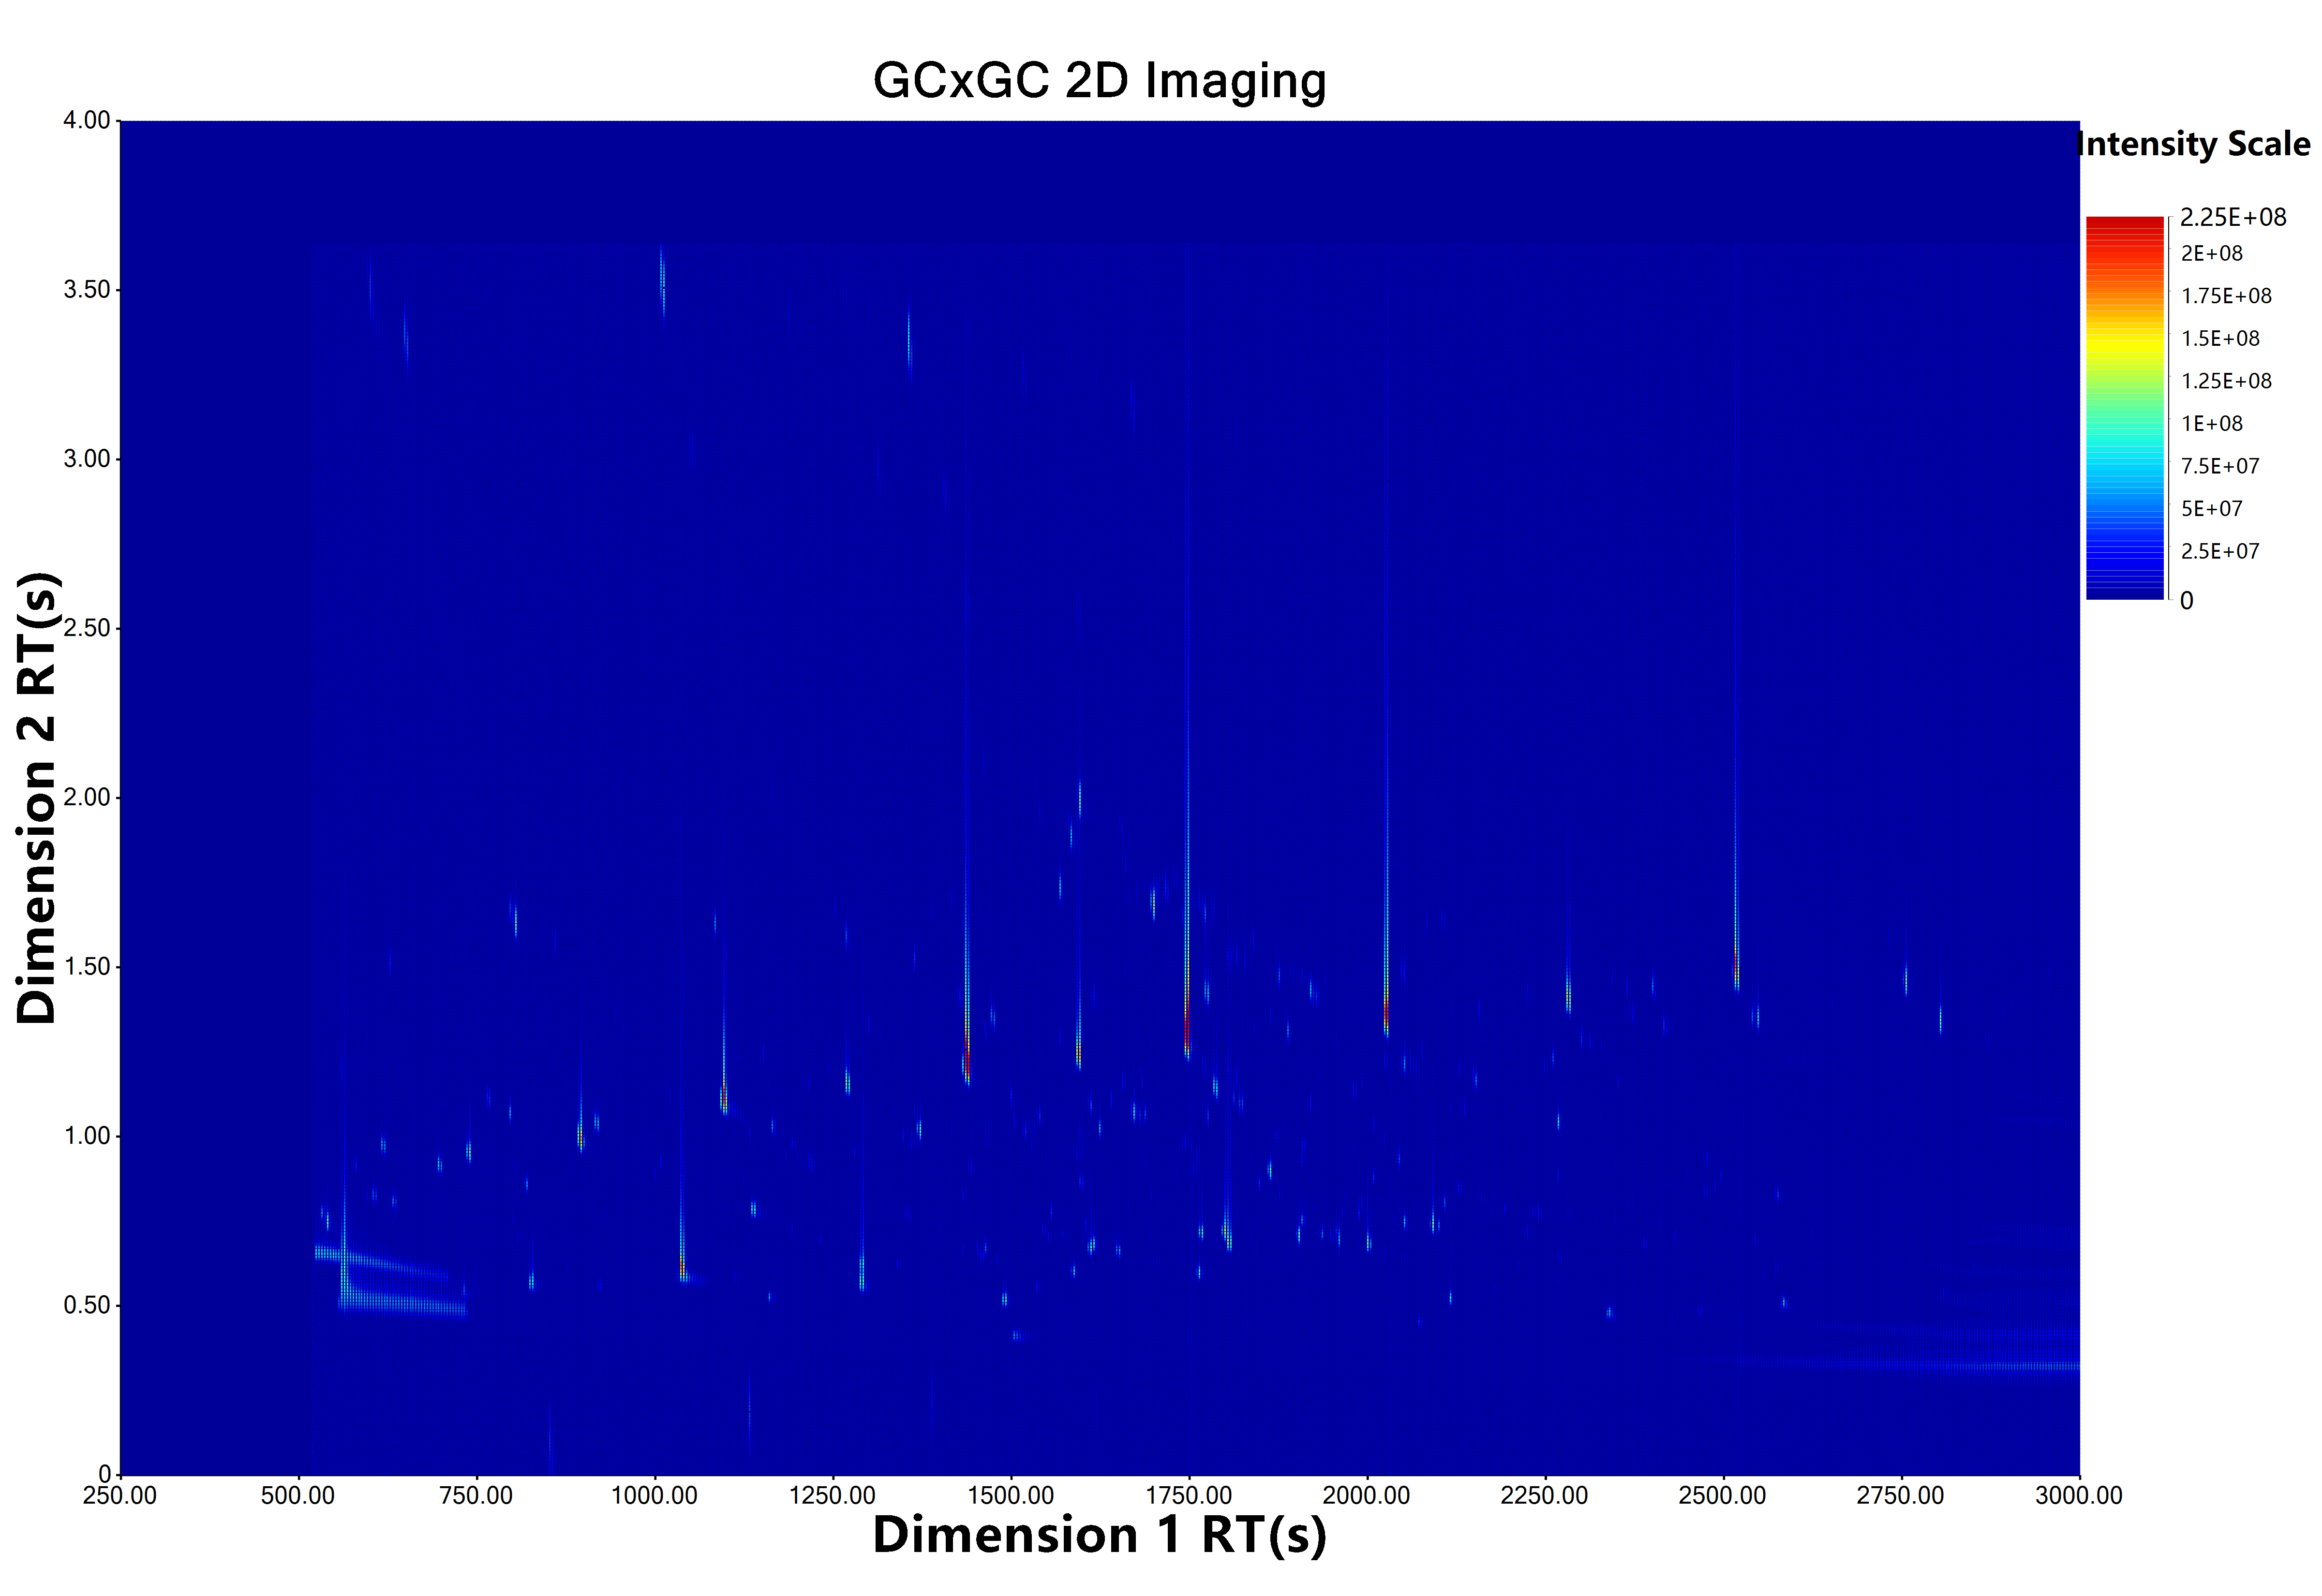 GCxGC 2D Imaging
Intensity Scale
2.25E+08
2E+08
1.75E+08
1.5E+08
1.25E+08
1E+08
7.5E+07
5E+07
2.5E+07
0
Dimension 2 RT(s)
4.00
3.50
3.00
2.50
2.00
1.50
1.00
0.50
0
250.00 500.00 750.00 1000.00 1250.00 1500.00 1750.00 2000.00 2250.00 2500.00 2750.00 3000.00
Dimension 1 RT(s)